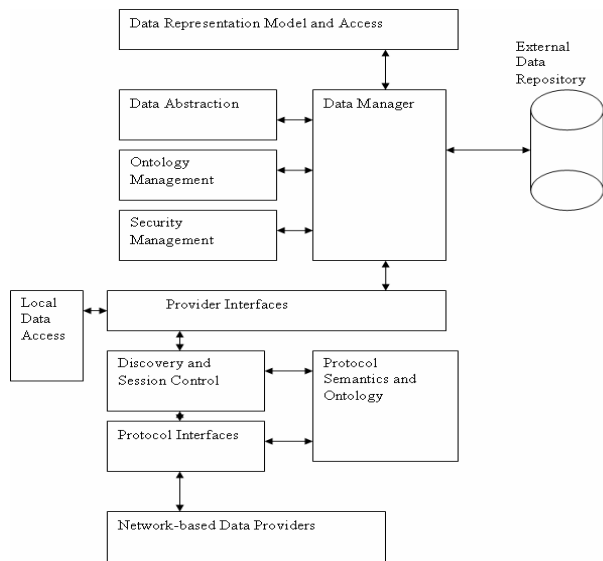 Data Representation Model and Access
External
Data
Repository
Data Abstraction
Data Manager
Ontology
Management
Security
Management
Local
Data
Access
Provider Interfaces
Discovery and
Session Control
Protocol
Semantics and
Ontology
Protocol Interfaces
Network-based Data Providers